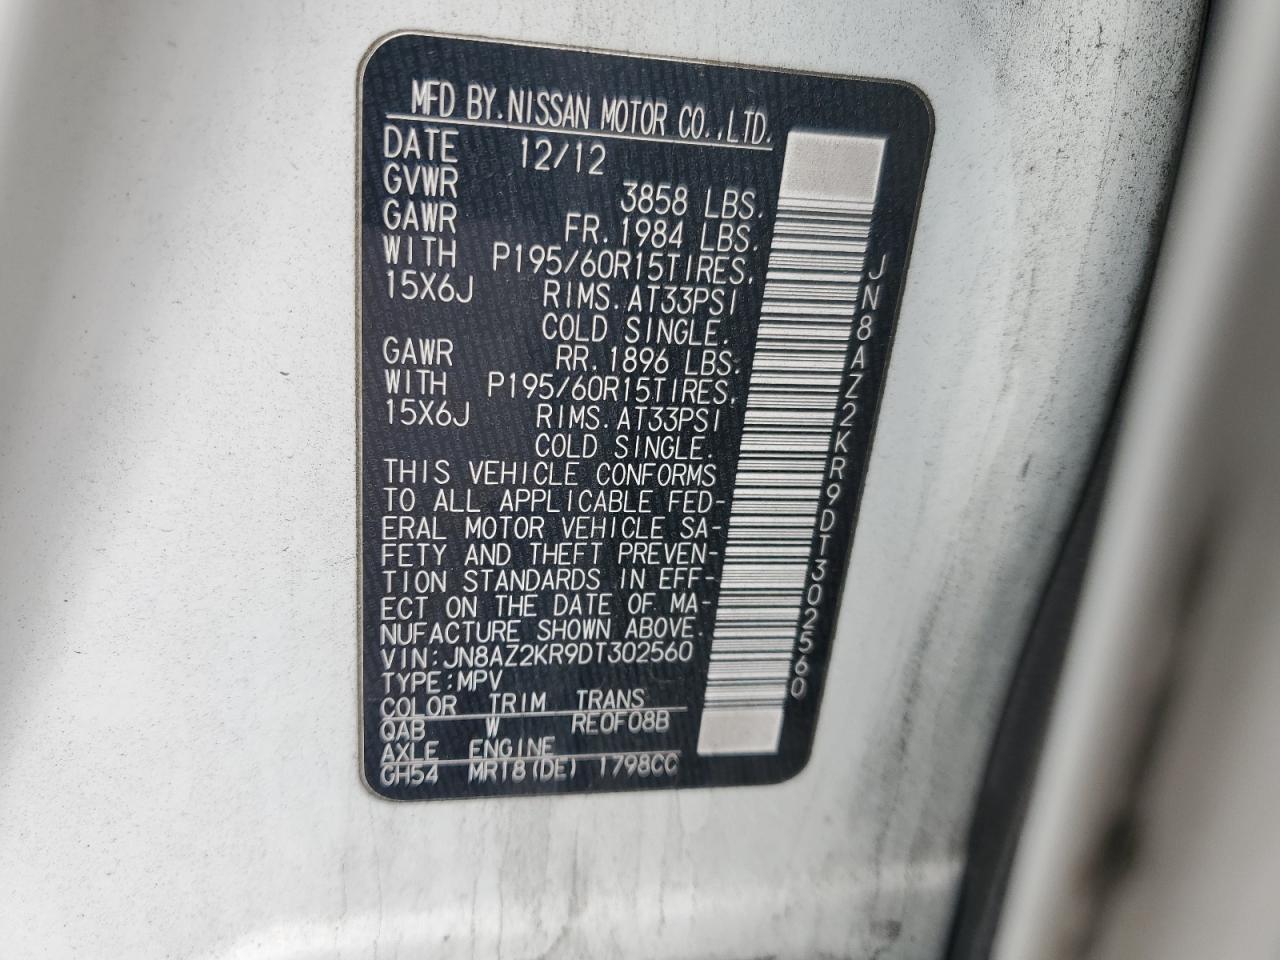 MFD BY.NISSAN MOTOR CO.,LTD.
DATE 12/12
GVWR 3858 LBS.
GAWR FR. 1984 LBS.
WITH P195/60R15TIRES,
15X6J RIMS.AT33PSI
COLD SINGLE.
GAWR RR. 1896 LBS.
WITH P195/60R15TIRES,
15X6J RIMS.AT33PSI
COLD SINGLE.
THIS VEHICLE CONFORMS
TO ALL APPLICABLE FED-
ERAL MOTOR VEHICLE SA-
FETY AND THEFT PREVEN-
TION STANDARDS IN EFF-
ECT ON THE DATE OF MA-
NUFACTURE SHOWN ABOVE.
VIN:JN8AZ2KR9DT302560
TYPE:MPV
COLOR TRIM TRANS
QAB W RE0F08B
AXLE ENGINE
GH54 MR18(DE) 1798CC
JN8AZ2KR9DT302560